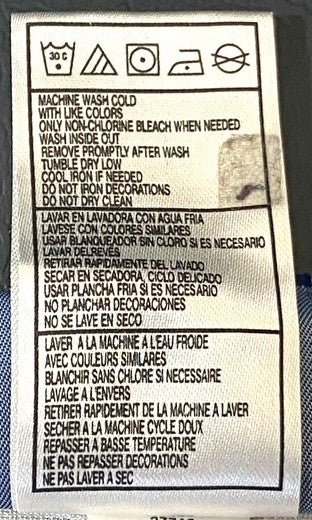 30 C
MACHINE WASH COLD
WITH LIKE COLORS
ONLY NON-CHLORINE BLEACH WHEN NEEDED
WASH INSIDE OUT
REMOVE PROMPTLY AFTER WASH
TUMBLE DRY LOW
COOL IRON IF NEEDED
DO NOT IRON DECORATIONS
DO NOT DRY CLEAN
LAVAR EN LAVADORA CON AGUA FRIA
LAVESE CON COLORES SIMILARES
USAR BLANQUEADOR SIN CLORO SI ES NECESARIO
LAVAR DELREVES
RETIRAR RAPIDAMENTE DEL LAVADO
SECAR EN SECADORA, CICLO DELICADO
USAR PLANCHA FRIA SI ES NECESARIO
NO PLANCHAR DECORACIONES
NO SE LAVE EN SECO
LAVER A LA MACHINE A L'EAU FROIDE
AVEC COULEURS SIMILARES
BLANCHIR SANS CHLORE SI NECESSAIRE
LAVAGE A L'ENVERS
RETIRER RAPIDEMENT DE LA MACHINE A LAVER
SECHER A LA MACHINE CYCLE DOUX
REPASSER A BASSE TEMPERATURE
NE PAS REPASSER DECORATIONS
NE PAS LAVER A SEC